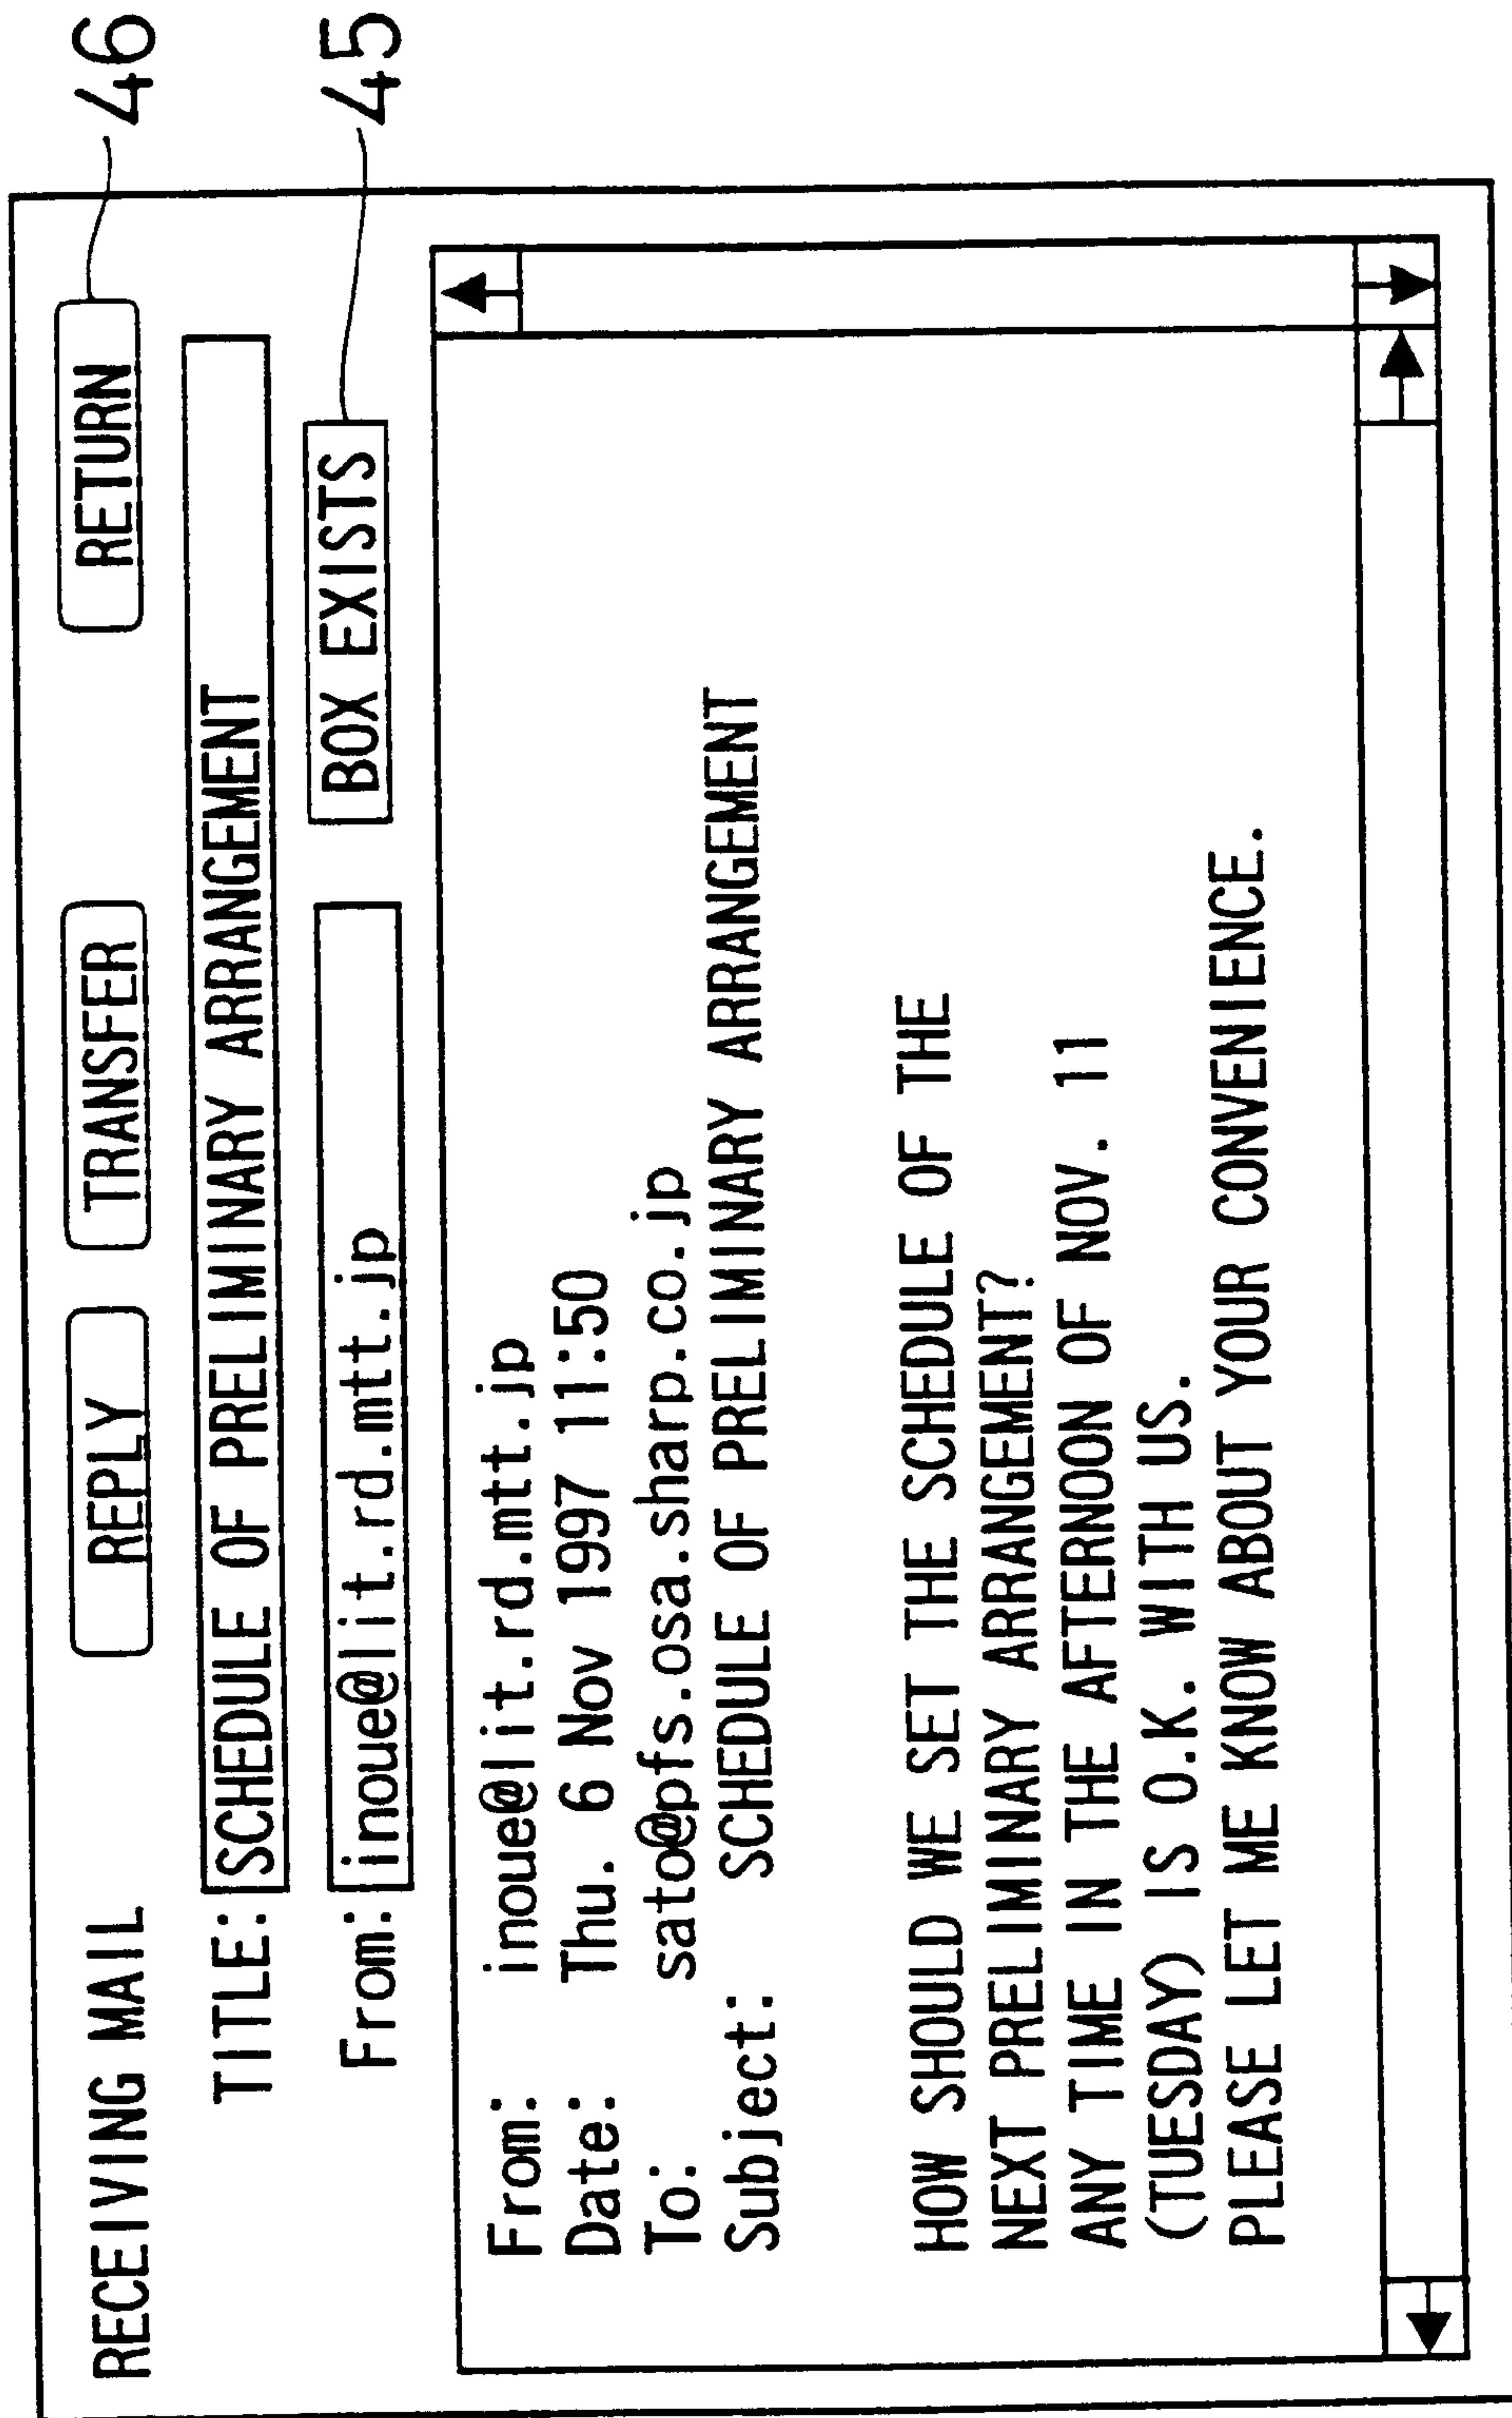 RECEIVING MAIL REPLY TRANSFER RETURN 46
TITLE: SCHEDULE OF PRELIMINARY ARRANGEMENT
From: inoue@lit.rd.mtt.jp BOX EXISTS 45
From: inoue@lit.rd.mtt.jp
Date: Thu. 6 Nov 1997 11:50
To: sato@pfs.osa.sharp.co.jp
Subject: SCHEDULE OF PRELIMINARY ARRANGEMENT
HOW SHOULD WE SET THE SCHEDULE OF THE
NEXT PRELIMINARY ARRANGEMENT?
ANY TIME IN THE AFTERNOON OF NOV. 11
(TUESDAY) IS O.K. WITH US.
PLEASE LET ME KNOW ABOUT YOUR CONVENIENCE.